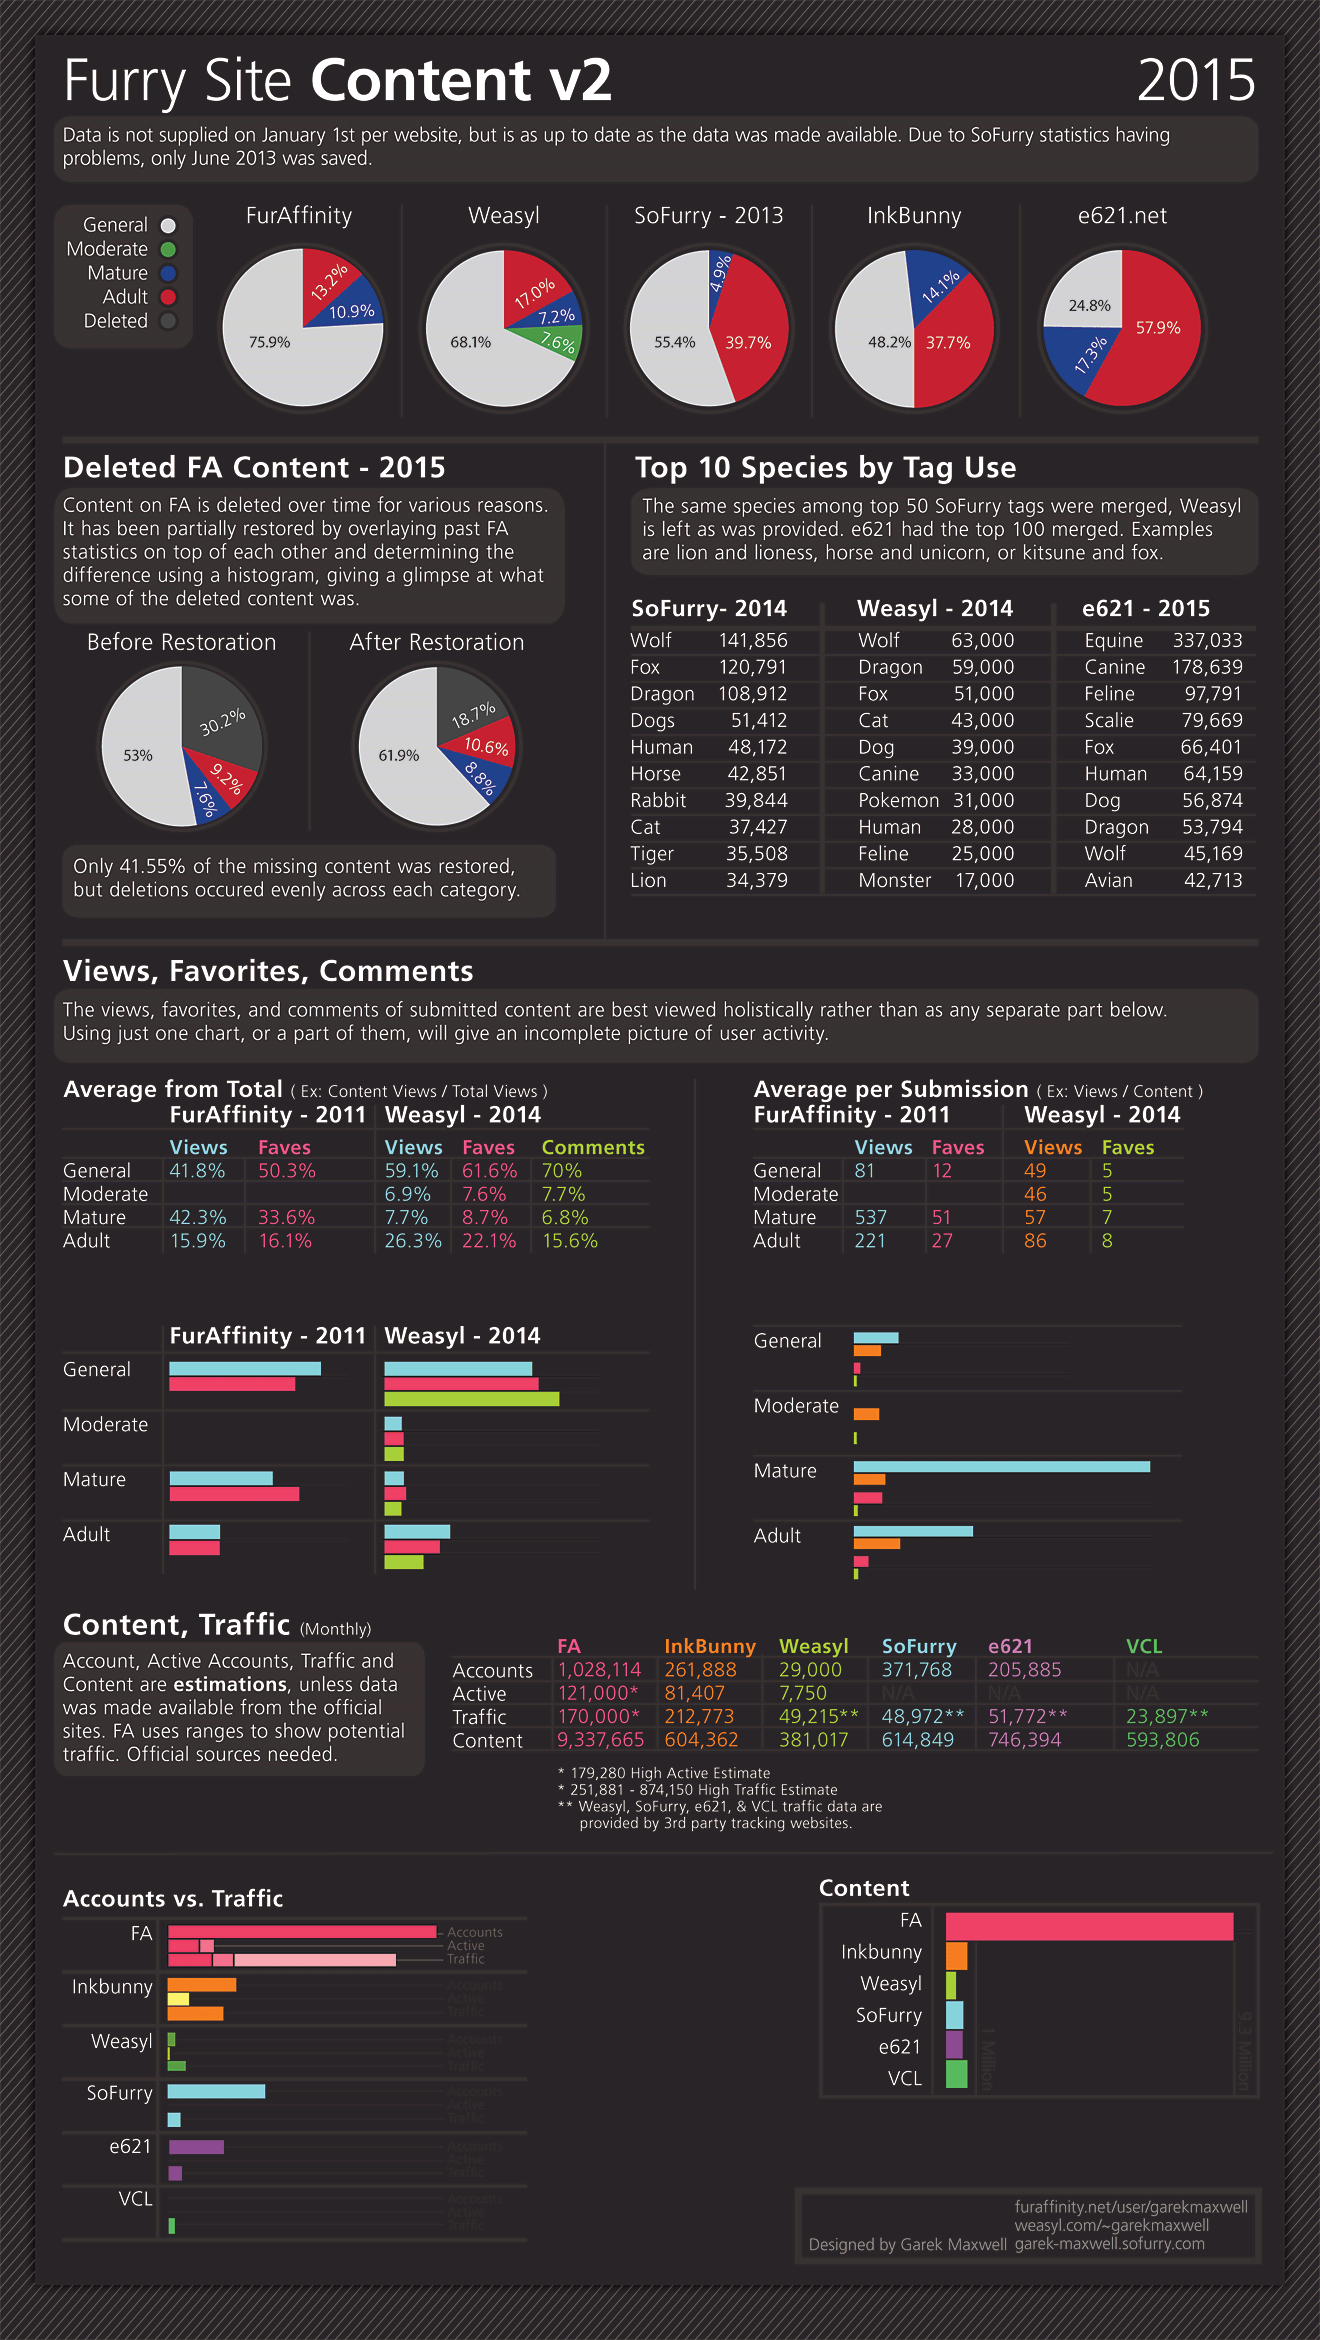 Furry Site Content v2
2015
Data is not supplied on January 1st per website, but is as up to date as the data was made available. Due to SoFurry statistics having
problems, only June 2013 was saved.
General
Moderate
Mature
Adult
Deleted
FurAffinity
13.2%
10.9%
75.9%
Weasyl
17.0%
7.2%
7.6%
68.1%
SoFurry - 2013
4.9%
55.4%
39.7%
InkBunny
14.1%
48.2%
37.7%
e621.net
24.8%
57.9%
17.3%
Deleted FA Content - 2015
Content on FA is deleted over time for various reasons.
It has been partially restored by overlaying past FA
statistics on top of each other and determining the
difference using a histogram, giving a glimpse at what
some of the deleted content was.
Before Restoration
30.2%
53%
9.2%
7.6%
After Restoration
18.7%
10.6%
61.9%
8.8%
Only 41.55% of the missing content was restored,
but deletions occured evenly across each category.
Top 10 Species by Tag Use
The same species among top 50 SoFurry tags were merged, Weasyl
is left as was provided. e621 had the top 100 merged. Examples
are lion and lioness, horse and unicorn, or kitsune and fox.
SoFurry- 2014 Weasyl - 2014 e621 - 2015
Wolf 141,856 Wolf 63,000 Equine 337,033
Fox 120,791 Dragon 59,000 Canine 178,639
Dragon 108,912 Fox 51,000 Feline 97,791
Dogs 51,412 Cat 43,000 Scalie 79,669
Human 48,172 Dog 39,000 Fox 66,401
Horse 42,851 Canine 33,000 Human 64,159
Rabbit 39,844 Pokemon 31,000 Dog 56,874
Cat 37,427 Human 28,000 Dragon 53,794
Tiger 35,508 Feline 25,000 Wolf 45,169
Lion 34,379 Monster 17,000 Avian 42,713
Views, Favorites, Comments
The views, favorites, and comments of submitted content are best viewed holistically rather than as any separate part below.
Using just one chart, or a part of them, will give an incomplete picture of user activity.
Average from Total ( Ex: Content Views / Total Views )
FurAffinity - 2011 Weasyl - 2014
Views Faves Views Faves Comments
General 41.8% 50.3% 59.1% 61.6% 70%
Moderate 6.9% 7.6% 7.7%
Mature 42.3% 33.6% 7.7% 8.7% 6.8%
Adult 15.9% 16.1% 26.3% 22.1% 15.6%
FurAffinity - 2011 Weasyl - 2014
General
Moderate
Mature
Adult
Average per Submission ( Ex: Views / Content )
FurAffinity - 2011 Weasyl - 2014
Views Faves Views Faves
General 81 12 49 5
Moderate 46 5
Mature 537 51 57 7
Adult 221 27 86 8
General
Moderate
Mature
Adult
Content, Traffic (Monthly)
Account, Active Accounts, Traffic and
Content are estimations, unless data
was made available from the official
sites. FA uses ranges to show potential
traffic. Official sources needed.
FA InkBunny Weasyl SoFurry e621 VCL
Accounts 1,028,114 261,888 29,000 371,768 205,885 N/A
Active 121,000* 81,407 7,750 N/A N/A N/A
Traffic 170,000* 212,773 49,215** 48,972** 51,772** 23,897**
Content 9,337,665 604,362 381,017 614,849 746,394 593,806
* 179,280 High Active Estimate
* 251,881 - 874,150 High Traffic Estimate
** Weasyl, SoFurry, e621, & VCL traffic data are
provided by 3rd party tracking websites.
Accounts vs. Traffic
FA
Accounts
Active
Traffic
Inkbunny
Accounts
Active
Traffic
Weasyl
Accounts
Active
Traffic
SoFurry
Accounts
Active
Traffic
e621
Accounts
Active
Traffic
VCL
Accounts
Active
Traffic
Content
FA
Inkbunny
Weasyl
SoFurry
e621
VCL
1 Million
9.3 Million
furaffinity.net/user/garekmaxwell
weasyl.com/~garekmaxwell
Designed by Garek Maxwell garek-maxwell.sofurry.com